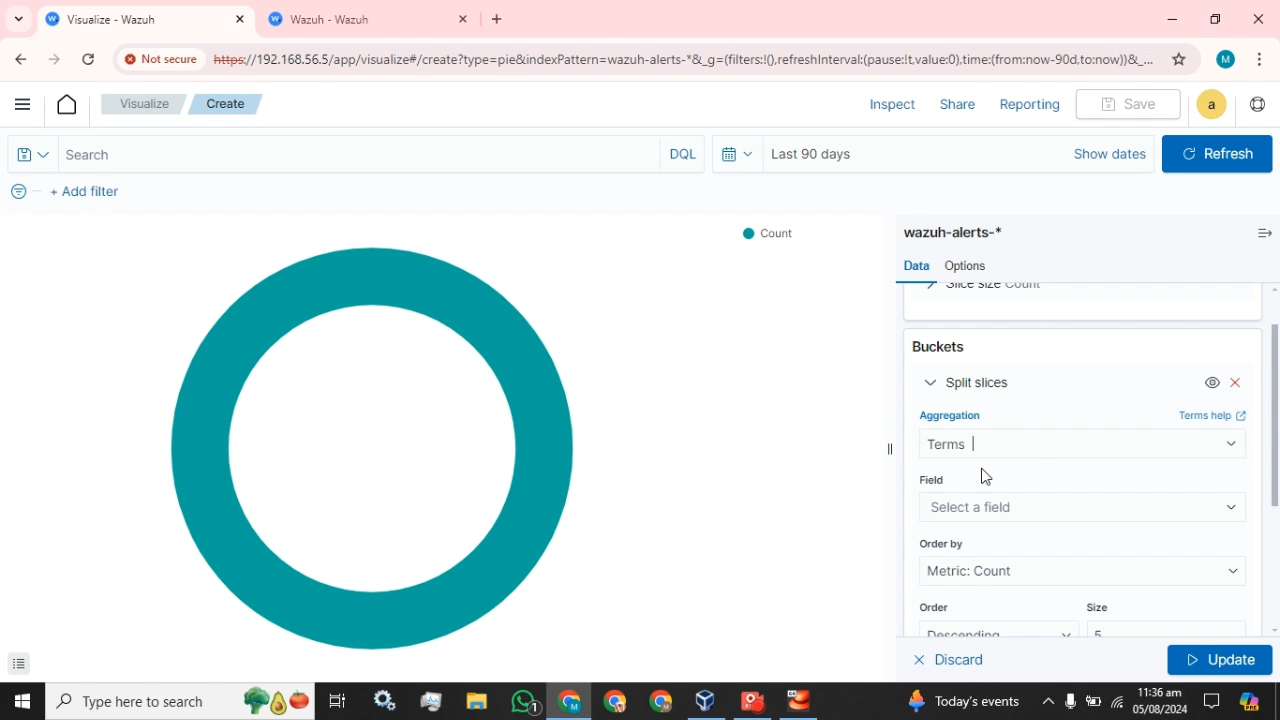 Visualize - Wazuh
Wazuh - Wazuh
Not secure
https://192.168.56.5/app/visualize#/create?type=pie&indexPattern=wazuh-alerts-*&_g=(filters:!(),refreshInterval:(pause:!t,value:0),time:(from:now-90d,to:now))&_...
M
Visualize
Create
Inspect
Share
Reporting
Save
a
Search
DQL
Last 90 days
Show dates
Refresh
+ Add filter
Count
wazuh-alerts-*
Data
Options
Slice size Count
Buckets
Split slices
Aggregation
Terms help
Terms
Field
Select a field
Order by
Metric: Count
Order
Size
Descending
5
Discard
Update
Type here to search
1
M
Today's events
11:36 am
05/08/2024